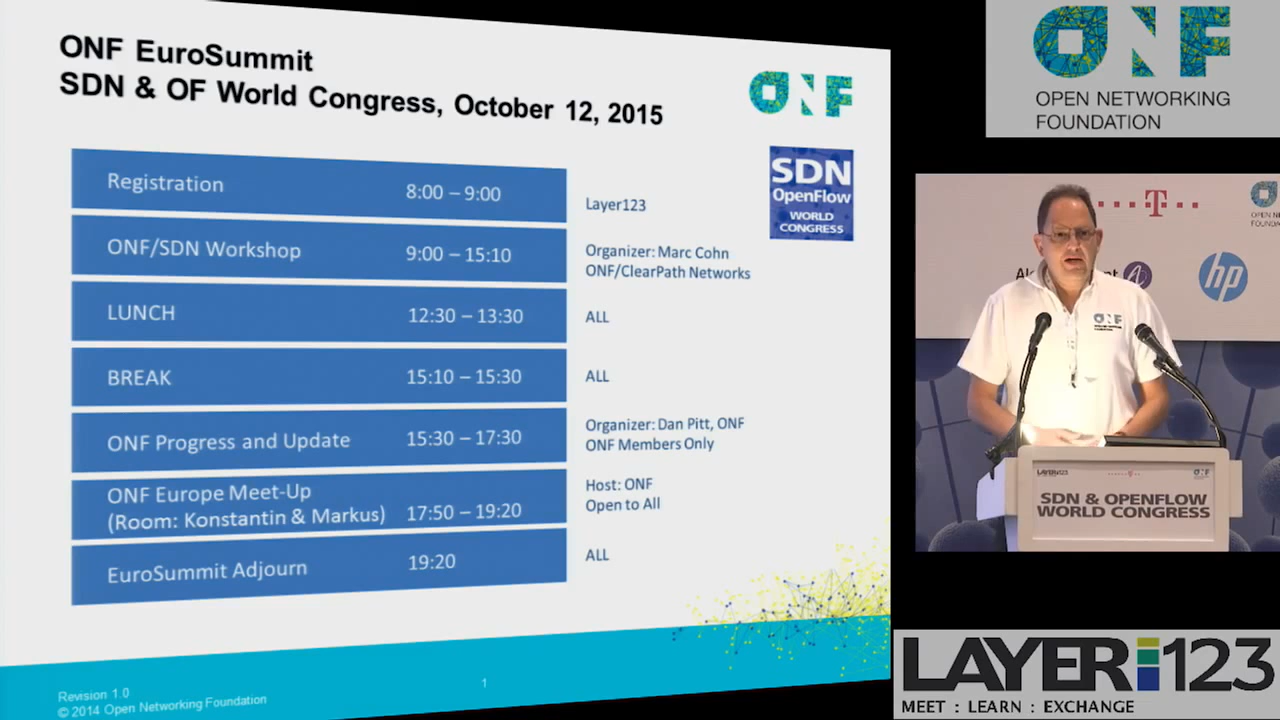 ONF EuroSummit
SDN & OF World Congress, October 12, 2015
ONF
SDN
OpenFlow
WORLD
CONGRESS
Registration 8:00 – 9:00 Layer123
ONF/SDN Workshop 9:00 – 15:10 Organizer: Marc Cohn
ONF/ClearPath Networks
LUNCH 12:30 – 13:30 ALL
BREAK 15:10 – 15:30 ALL
ONF Progress and Update 15:30 – 17:30 Organizer: Dan Pitt, ONF
ONF Members Only
ONF Europe Meet-Up Host: ONF
(Room: Konstantin & Markus) 17:50 – 19:20 Open to All
EuroSummit Adjourn 19:20 ALL
Revision 1.0
© 2014 Open Networking Foundation
1
ONF
OPEN NETWORKING
FOUNDATION
T
hp
ONF
LAYER123
SDN & OPENFLOW
WORLD CONGRESS
LAYER123
MEET : LEARN : EXCHANGE